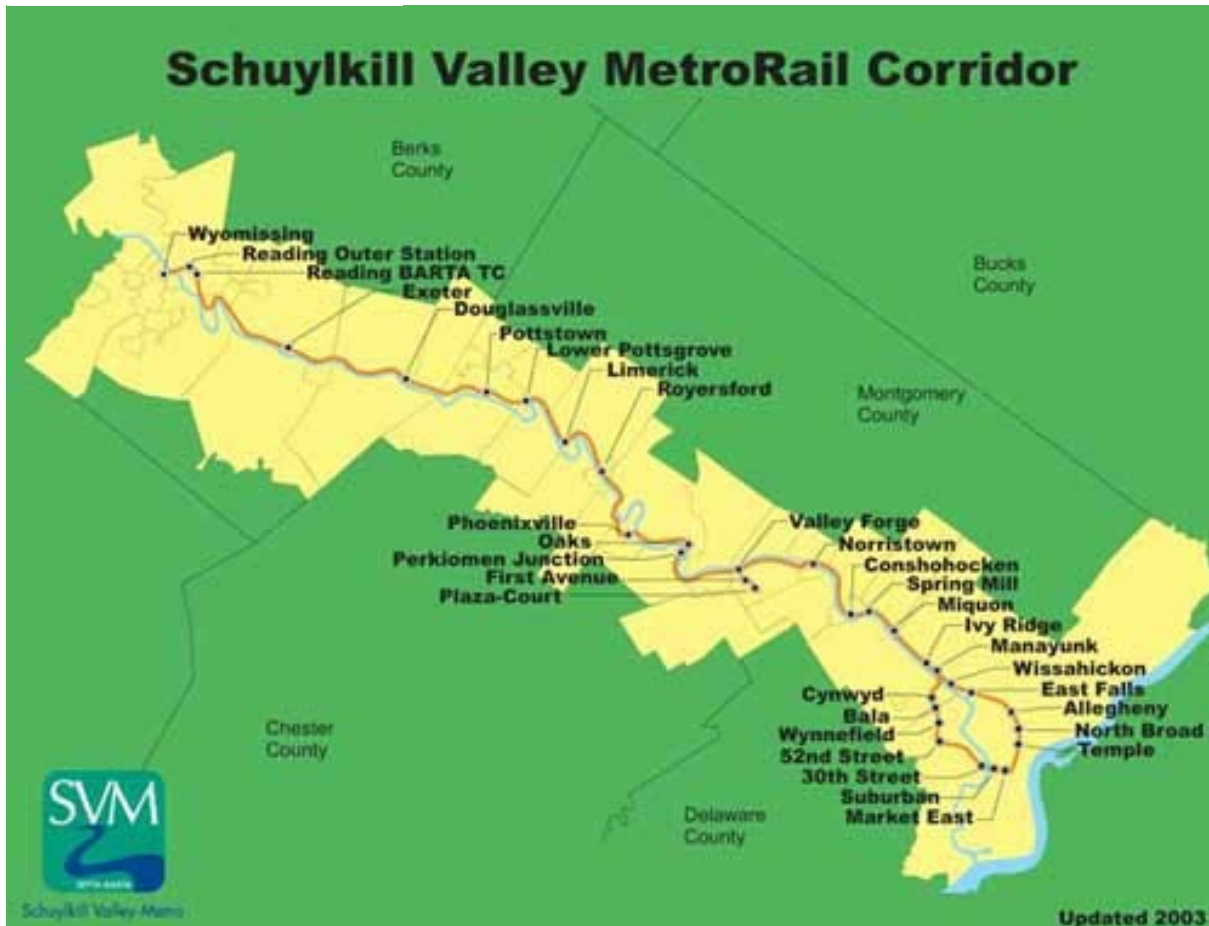 Schuylkill Valley MetroRail Corridor
Berks
County
Wyomissing
Reading Outer Station
Reading BARTA TC
Exeter
Douglassville
Pottstown
Lower Pottsgrove
Limerick
Royersford
Bucks
County
Montgomery
County
Phoenixville
Oaks
Perkiomen Junction
First Avenue
Plaza-Court
Valley Forge
Norristown
Conshohocken
Spring Mill
Miquon
Ivy Ridge
Manayunk
Wissahickon
East Falls
Allegheny
North Broad
Temple
Cynwyd
Bala
Wynnefield
52nd Street
30th Street
Suburban
Market East
Chester
County
Delaware
County
SVM
SEPTA-BARTA
Schuylkill Valley Metro
Updated 2003